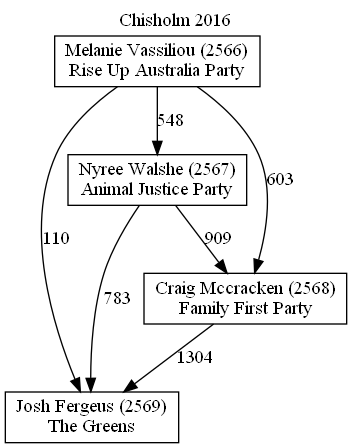 Chisholm 2016
Melanie Vassiliou (2566)
Rise Up Australia Party
548
Nyree Walshe (2567)
Animal Justice Party
603
110
909
783
Craig Mccracken (2568)
Family First Party
1304
Josh Fergeus (2569)
The Greens